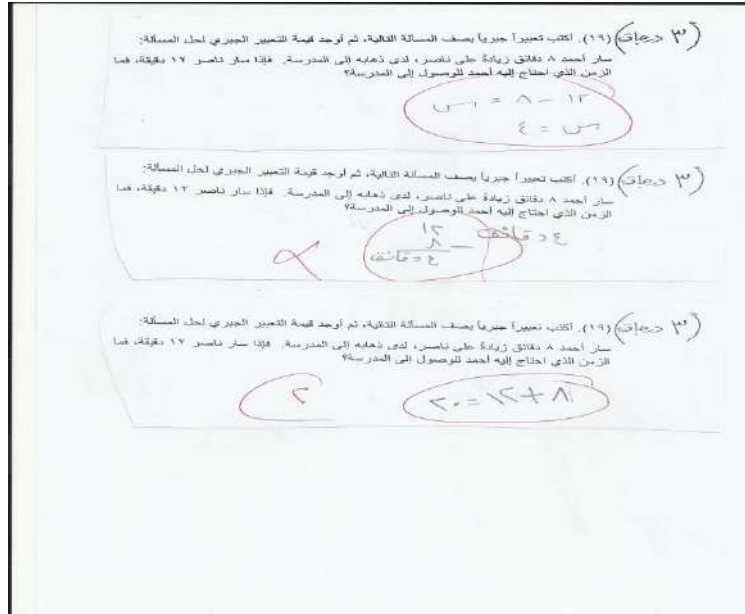 (٣ درجات) (١٩). اكتب تعبيراً جبرياً يصف المسألة التالية، ثم أوجد قيمة التعبير الجبري لحل المسألة:
سار أحمد ٨ دقائق زيادة على ناصر، لدى ذهابه إلى المدرسة. فإذا سار ناصر ١٢ دقيقة، فما
الزمن الذي احتاج إليه أحمد للوصول إلى المدرسة؟
١٢ - ٨ = س
س = ٤
(٣ درجات) (١٩). اكتب تعبيراً جبرياً يصف المسألة التالية، ثم أوجد قيمة التعبير الجبري لحل المسألة:
سار أحمد ٨ دقائق زيادة على ناصر، لدى ذهابه إلى المدرسة. فإذا سار ناصر ١٢ دقيقة، فما
الزمن الذي احتاج إليه أحمد للوصول إلى المدرسة؟
٤ دقائق
١٢
٨ -
٤ دقائق
(٣ درجات) (١٩). اكتب تعبيراً جبرياً يصف المسألة التالية، ثم أوجد قيمة التعبير الجبري لحل المسألة:
سار أحمد ٨ دقائق زيادة على ناصر، لدى ذهابه إلى المدرسة. فإذا سار ناصر ١٢ دقيقة، فما
الزمن الذي احتاج إليه أحمد للوصول إلى المدرسة؟
٨ + ١٢ = ٢٠
٢